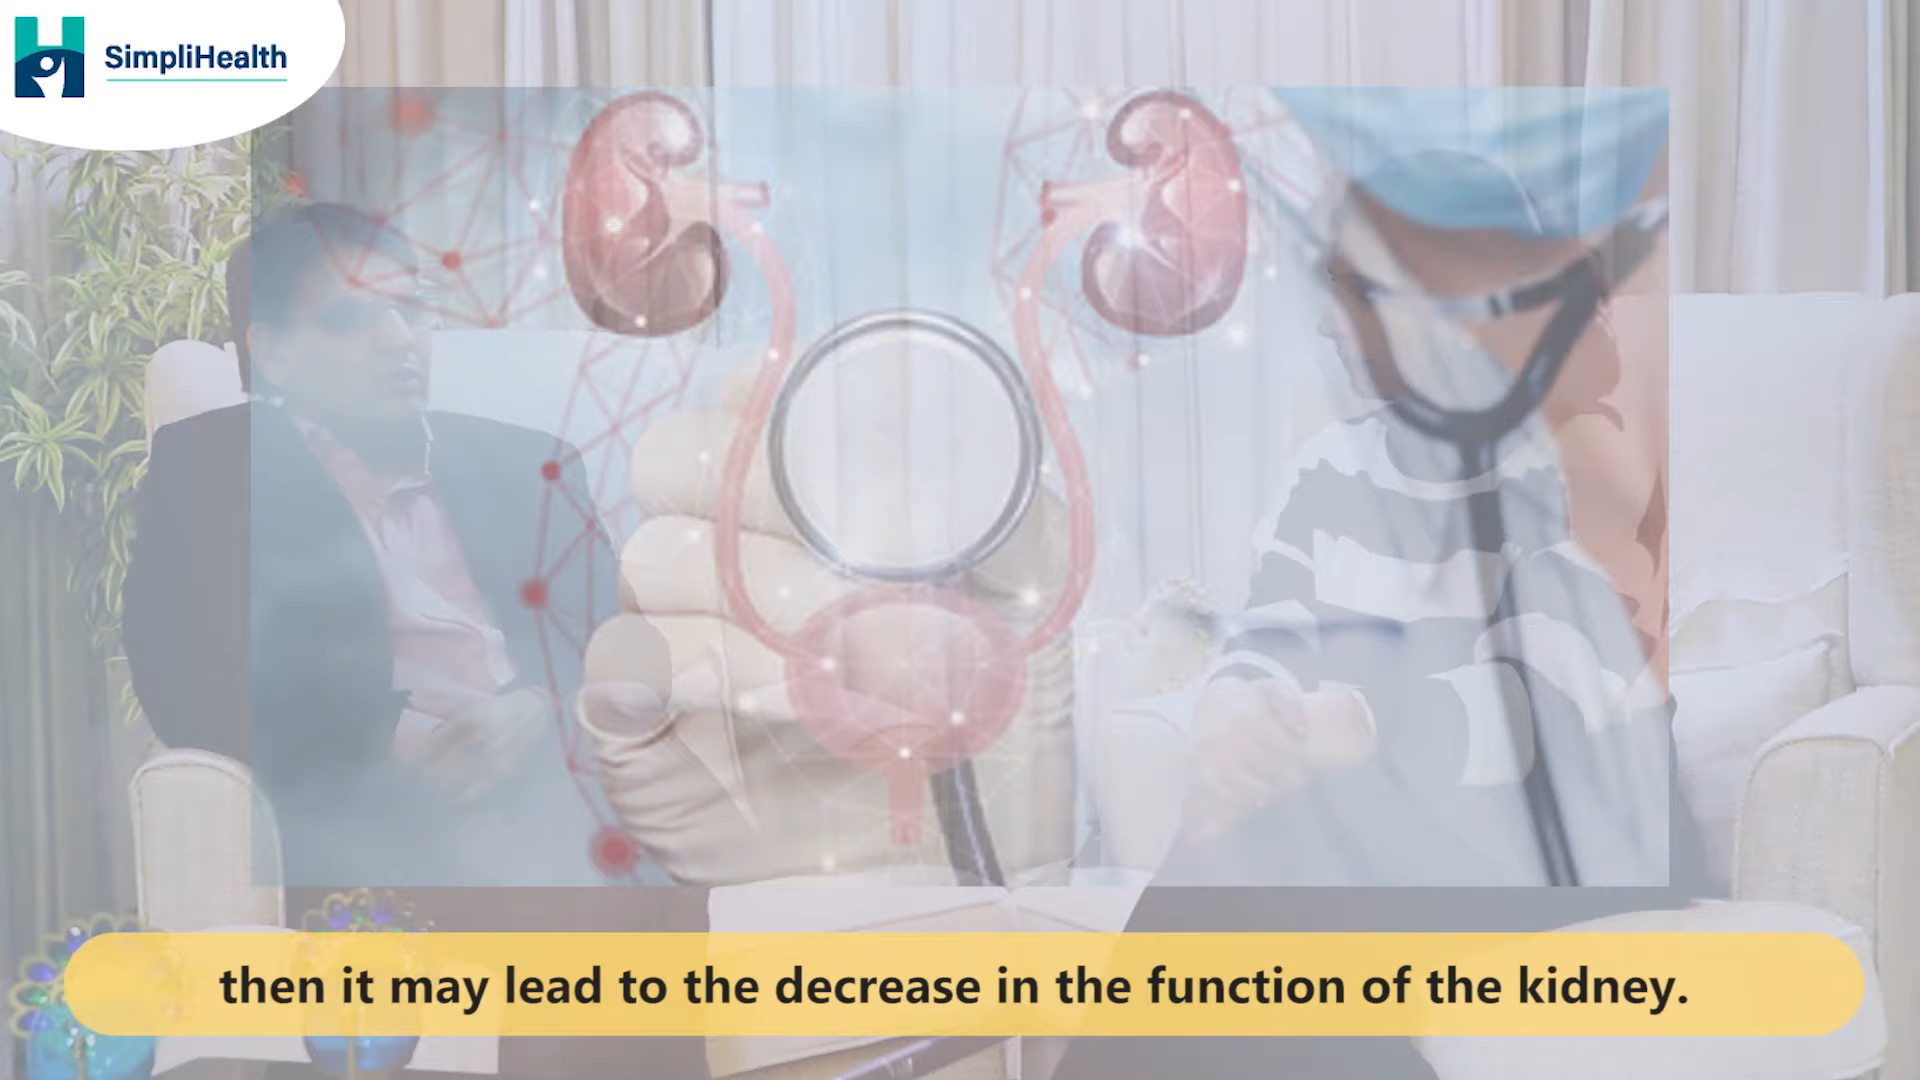 SimpliHealth
then it may lead to the decrease in the function of the kidney.